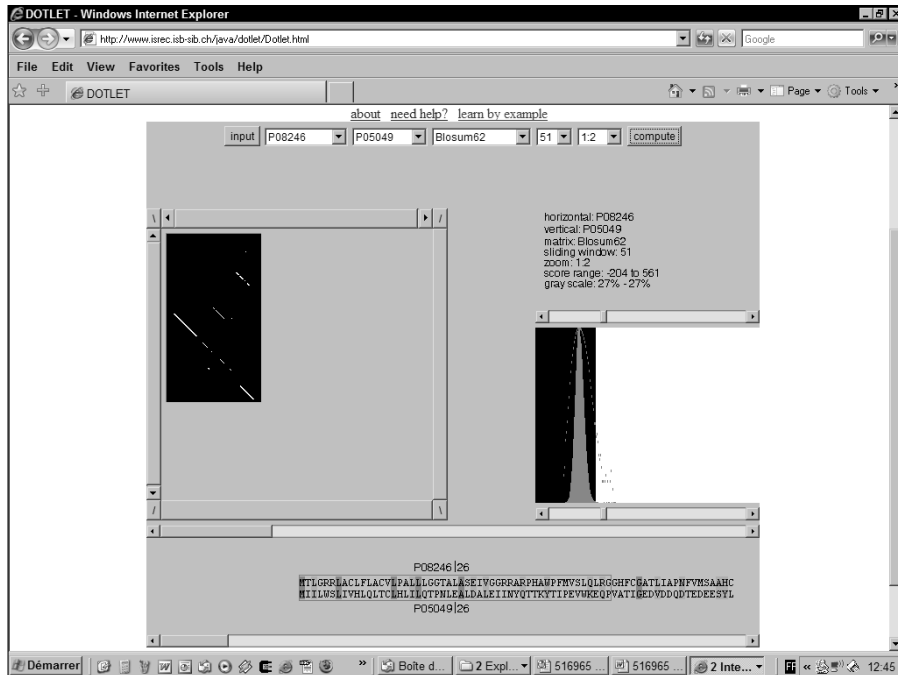 DOTLET - Windows Internet Explorer
http://www.isrec.isb-sib.ch/java/dotlet/Dotlet.html
Google
File Edit View Favorites Tools Help
DOTLET
Page Tools »
about need help? learn by example
input P08246 P05049 Blosum62 51 1:2 compute
\ / 
horizontal: P08246
vertical: P05049
matrix: Blosum62
sliding window: 51
zoom: 1:2
score range: -204 to 561
gray scale: 27% - 27%
/ \
P08246|26
MTLGRRLACLFLACVLPALLLGGTALASEIVGGRRARPHAWPFMVSLQLRGGHFCGATLIAPNFVMSAAHC
MIILWSLIVHLQLTCLHLILQTPNLEALDALEIINYQTTKYTIPEVWKEQPVATIGEDVDDQDTEDEESYL
P05049|26
Démarrer » Boîte d... 2 Expl... 516965 ... 516965 ... 2 Inte... « 12:45